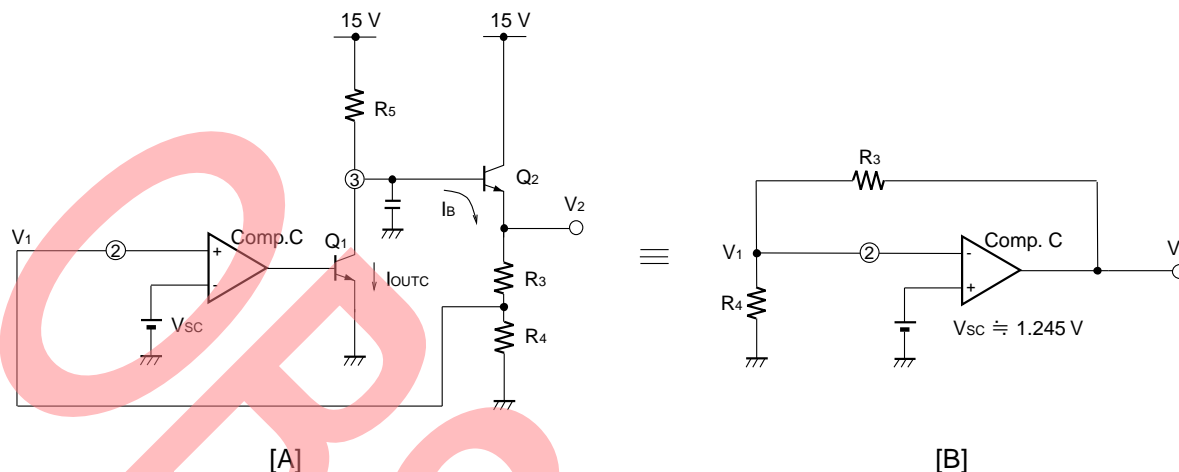 15 V
15 V
R5
3
Q2
IB
V2
V1
2
Comp.C
Q1
+
-
IOUTC
R3
VSC
R4
[A]
≡
R3
V1
2
Comp. C
-
+
V
R4
VSC ≒ 1.245 V
[B]